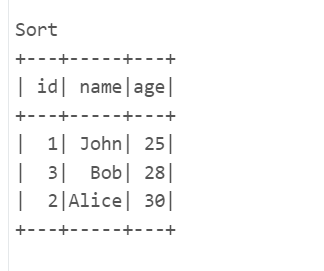 Sort
+---+-----+---+
| id| name|age|
+---+-----+---+
|  1| John| 25|
|  3|  Bob| 28|
|  2|Alice| 30|
+---+-----+---+